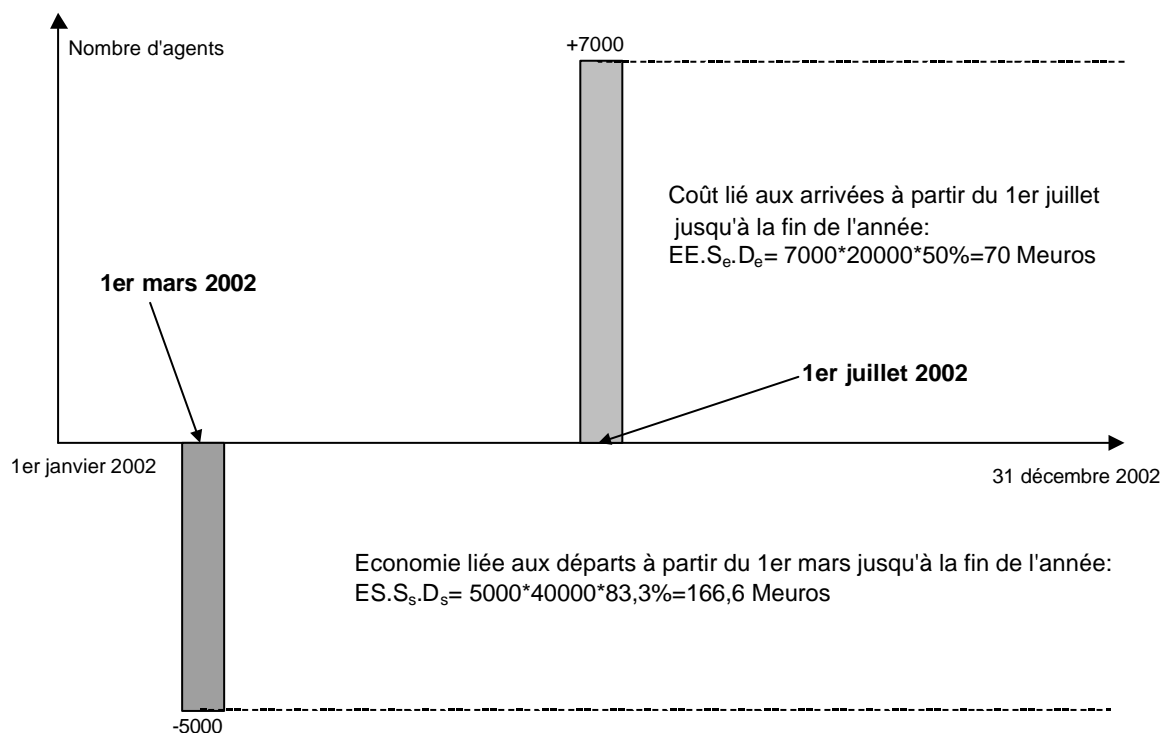 Nombre d'agents
+7000
Coût lié aux arrivées à partir du 1er juillet
jusqu'à la fin de l'année:
EE.Se.De= 7000*20000*50%=70 Meuros
1er mars 2002
1er juillet 2002
1er janvier 2002
31 décembre 2002
Economie liée aux départs à partir du 1er mars jusqu'à la fin de l'année:
ES.Ss.Ds= 5000*40000*83,3%=166,6 Meuros
-5000